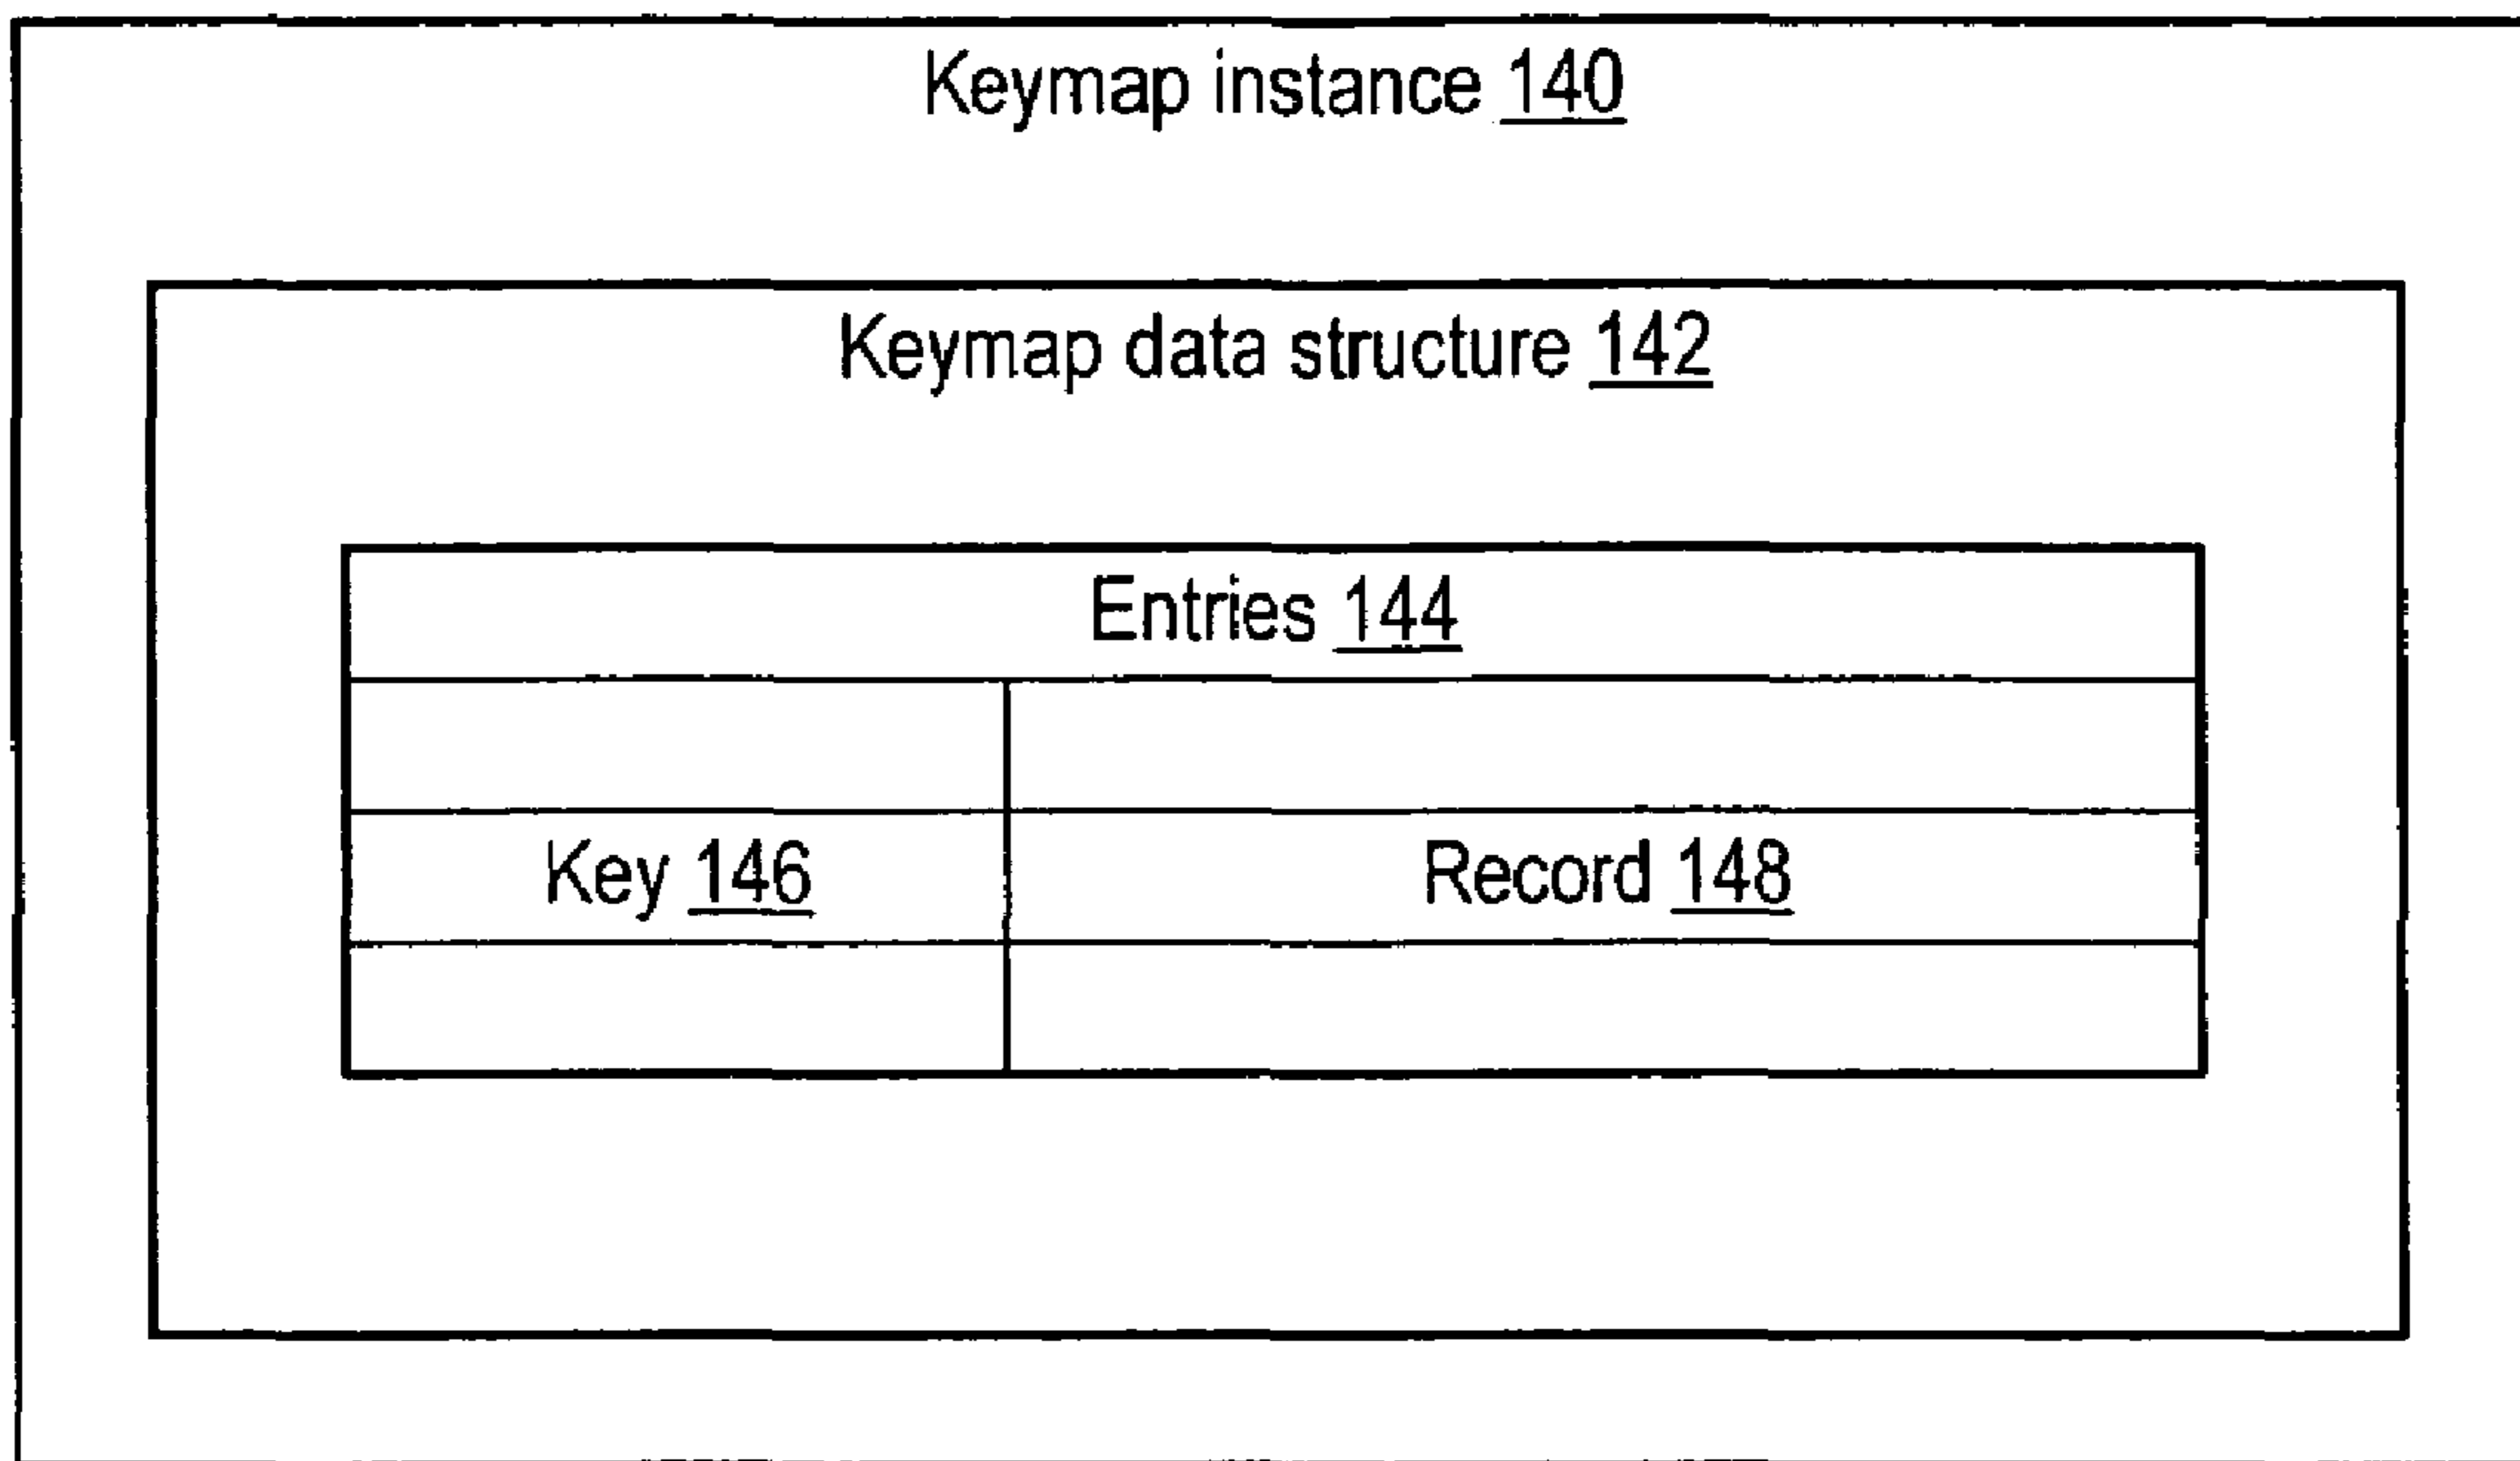 Keymap instance 140
Keymap data structure 142
Entries 144
Key 146 Record 148